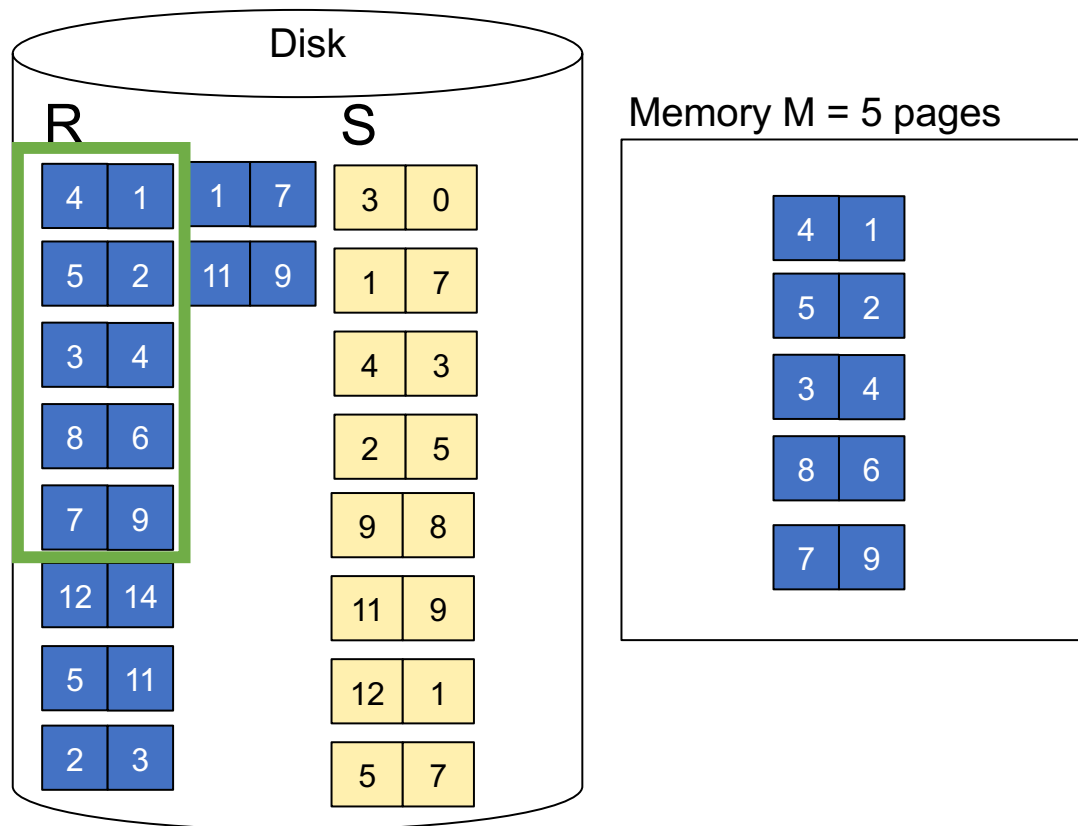 Disk
R S
Memory M = 5 pages
4 1 1 7 3 0
5 2 11 9 1 7
3 4 4 3
8 6 2 5
7 9 9 8
12 14 11 9
5 11 12 1
2 3 5 7
4 1
5 2
3 4
8 6
7 9